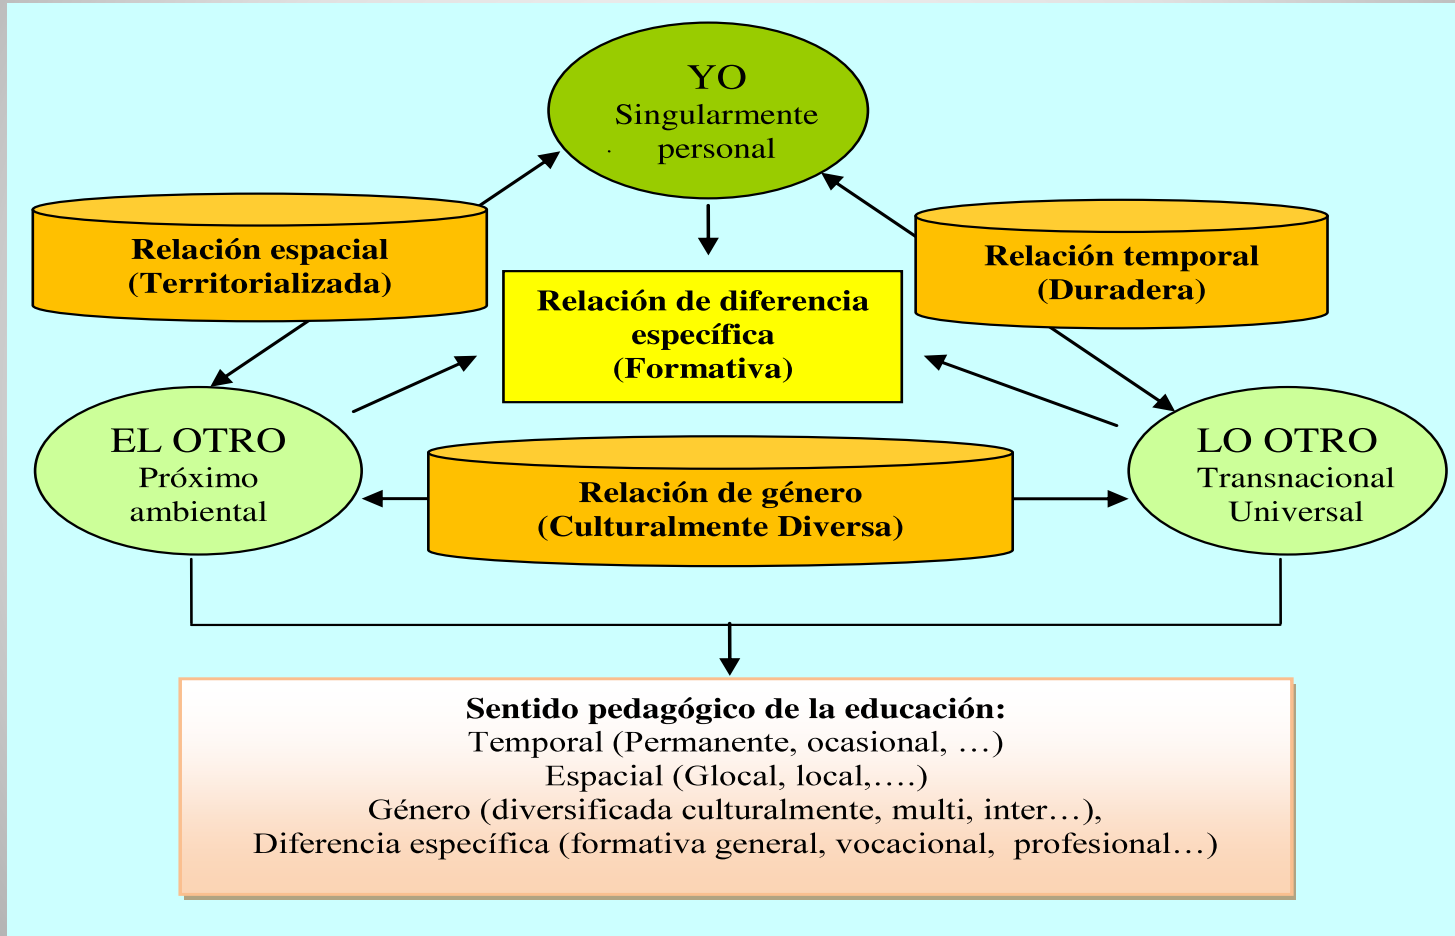 YO
Singularmente
personal
Relación espacial
(Territorializada)
Relación temporal
(Duradera)
Relación de diferencia
específica
(Formativa)
EL OTRO
Próximo
ambiental
LO OTRO
Transnacional
Universal
Relación de género
(Culturalmente Diversa)
Sentido pedagógico de la educación:
Temporal (Permanente, ocasional, …)
Espacial (Glocal, local,….)
Género (diversificada culturalmente, multi, inter…),
Diferencia específica (formativa general, vocacional, profesional…)